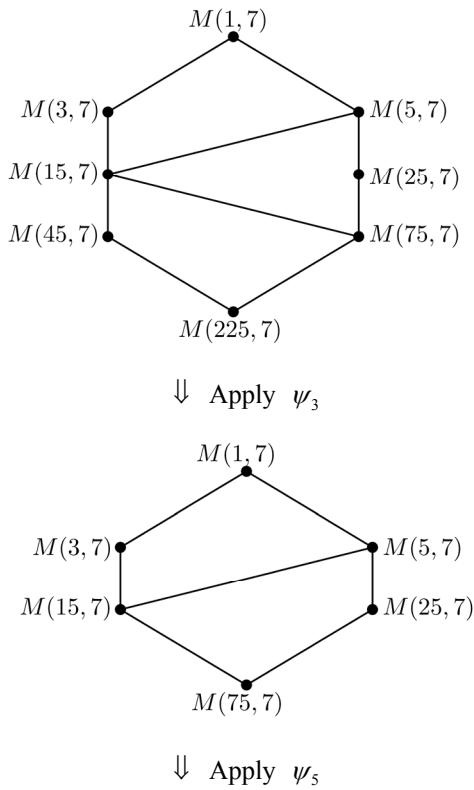 M(1, 7)
M(3, 7) M(5, 7)
M(15, 7) M(25, 7)
M(45, 7) M(75, 7)
M(225, 7)
⇓ Apply ψ₃
M(1, 7)
M(3, 7) M(5, 7)
M(15, 7) M(25, 7)
M(75, 7)
⇓ Apply ψ₅